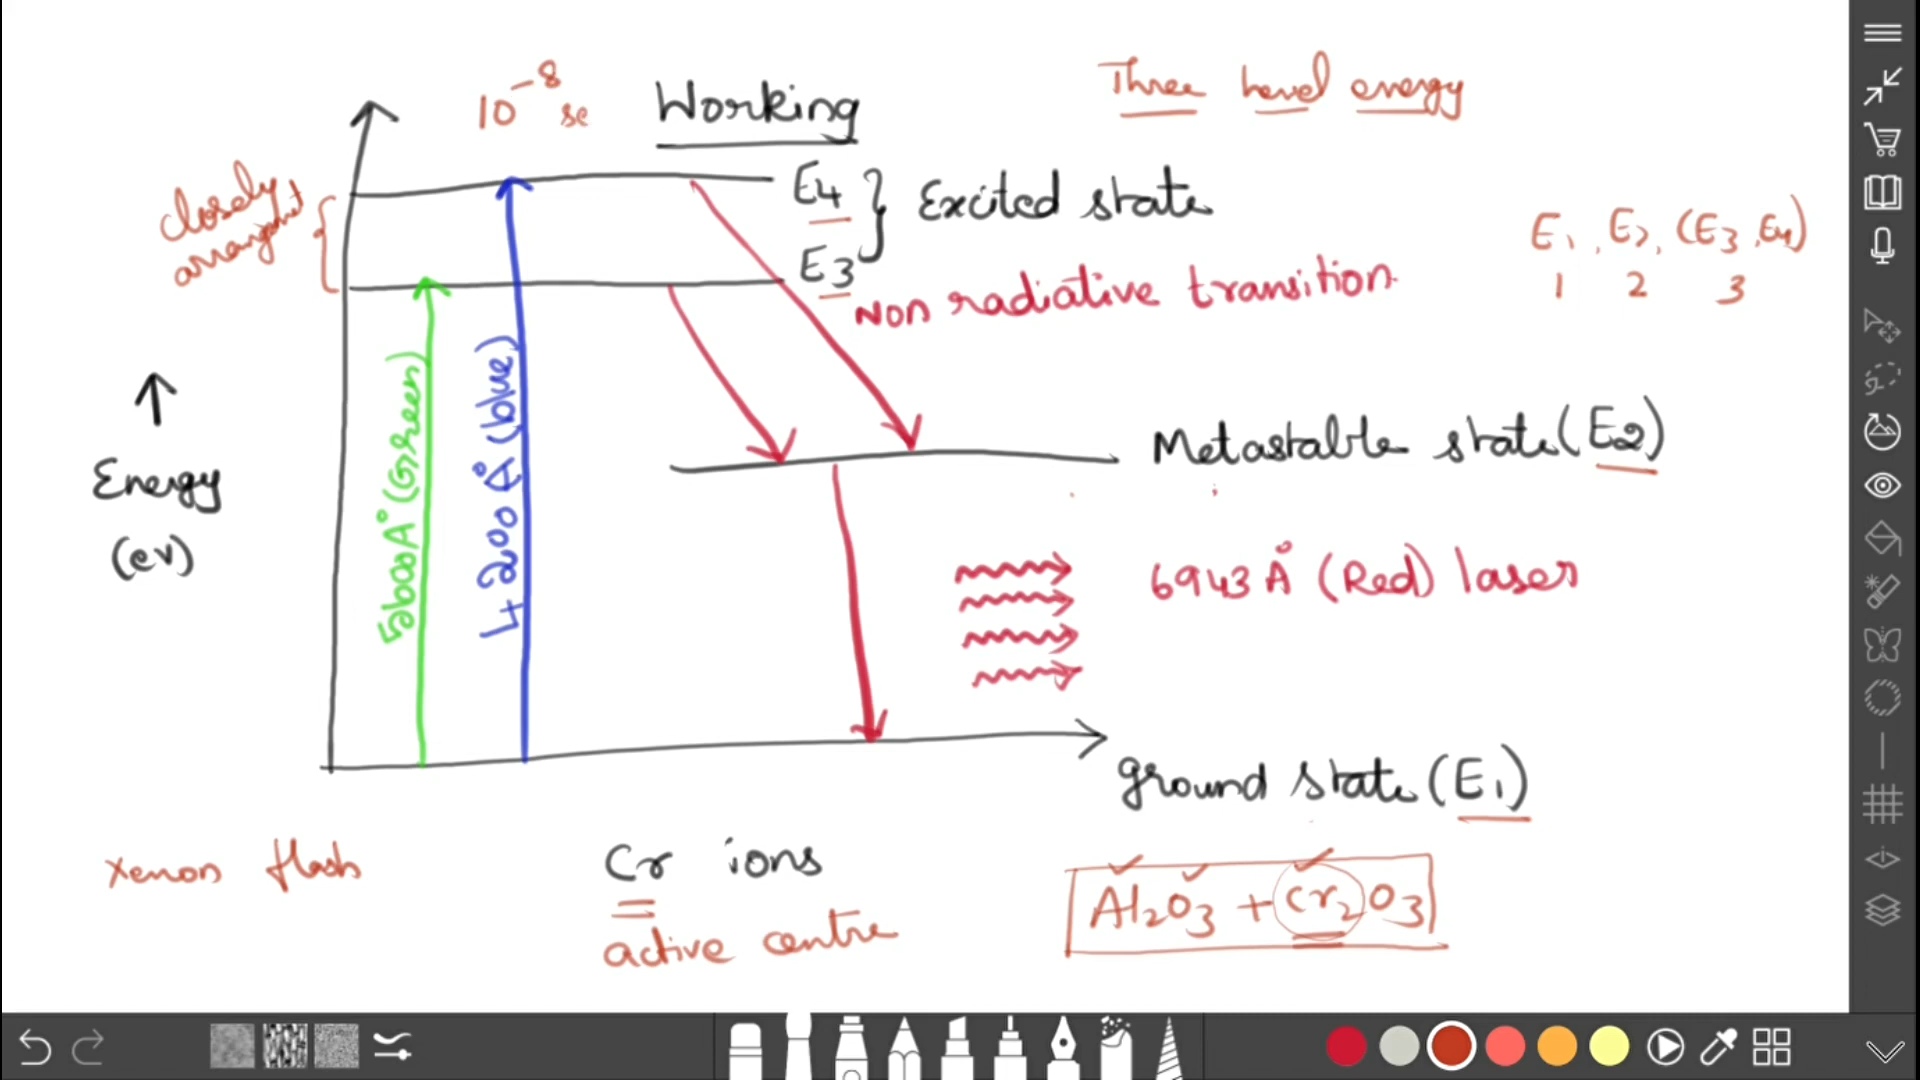 10⁻⁸ se
Working
Three level energy
closely
arranged
E4
E3
} Excited state
E1, E2, (E3, E4)
1 2 3
Non radiative transition
5600A° (Green)
4200 Å (blue)
↑
Energy
(ev)
Metastable state (E2)
6943 Å (Red) laser
ground state (E1)
Xenon flash
Cr ions
active centre
Al2O3 + Cr2O3